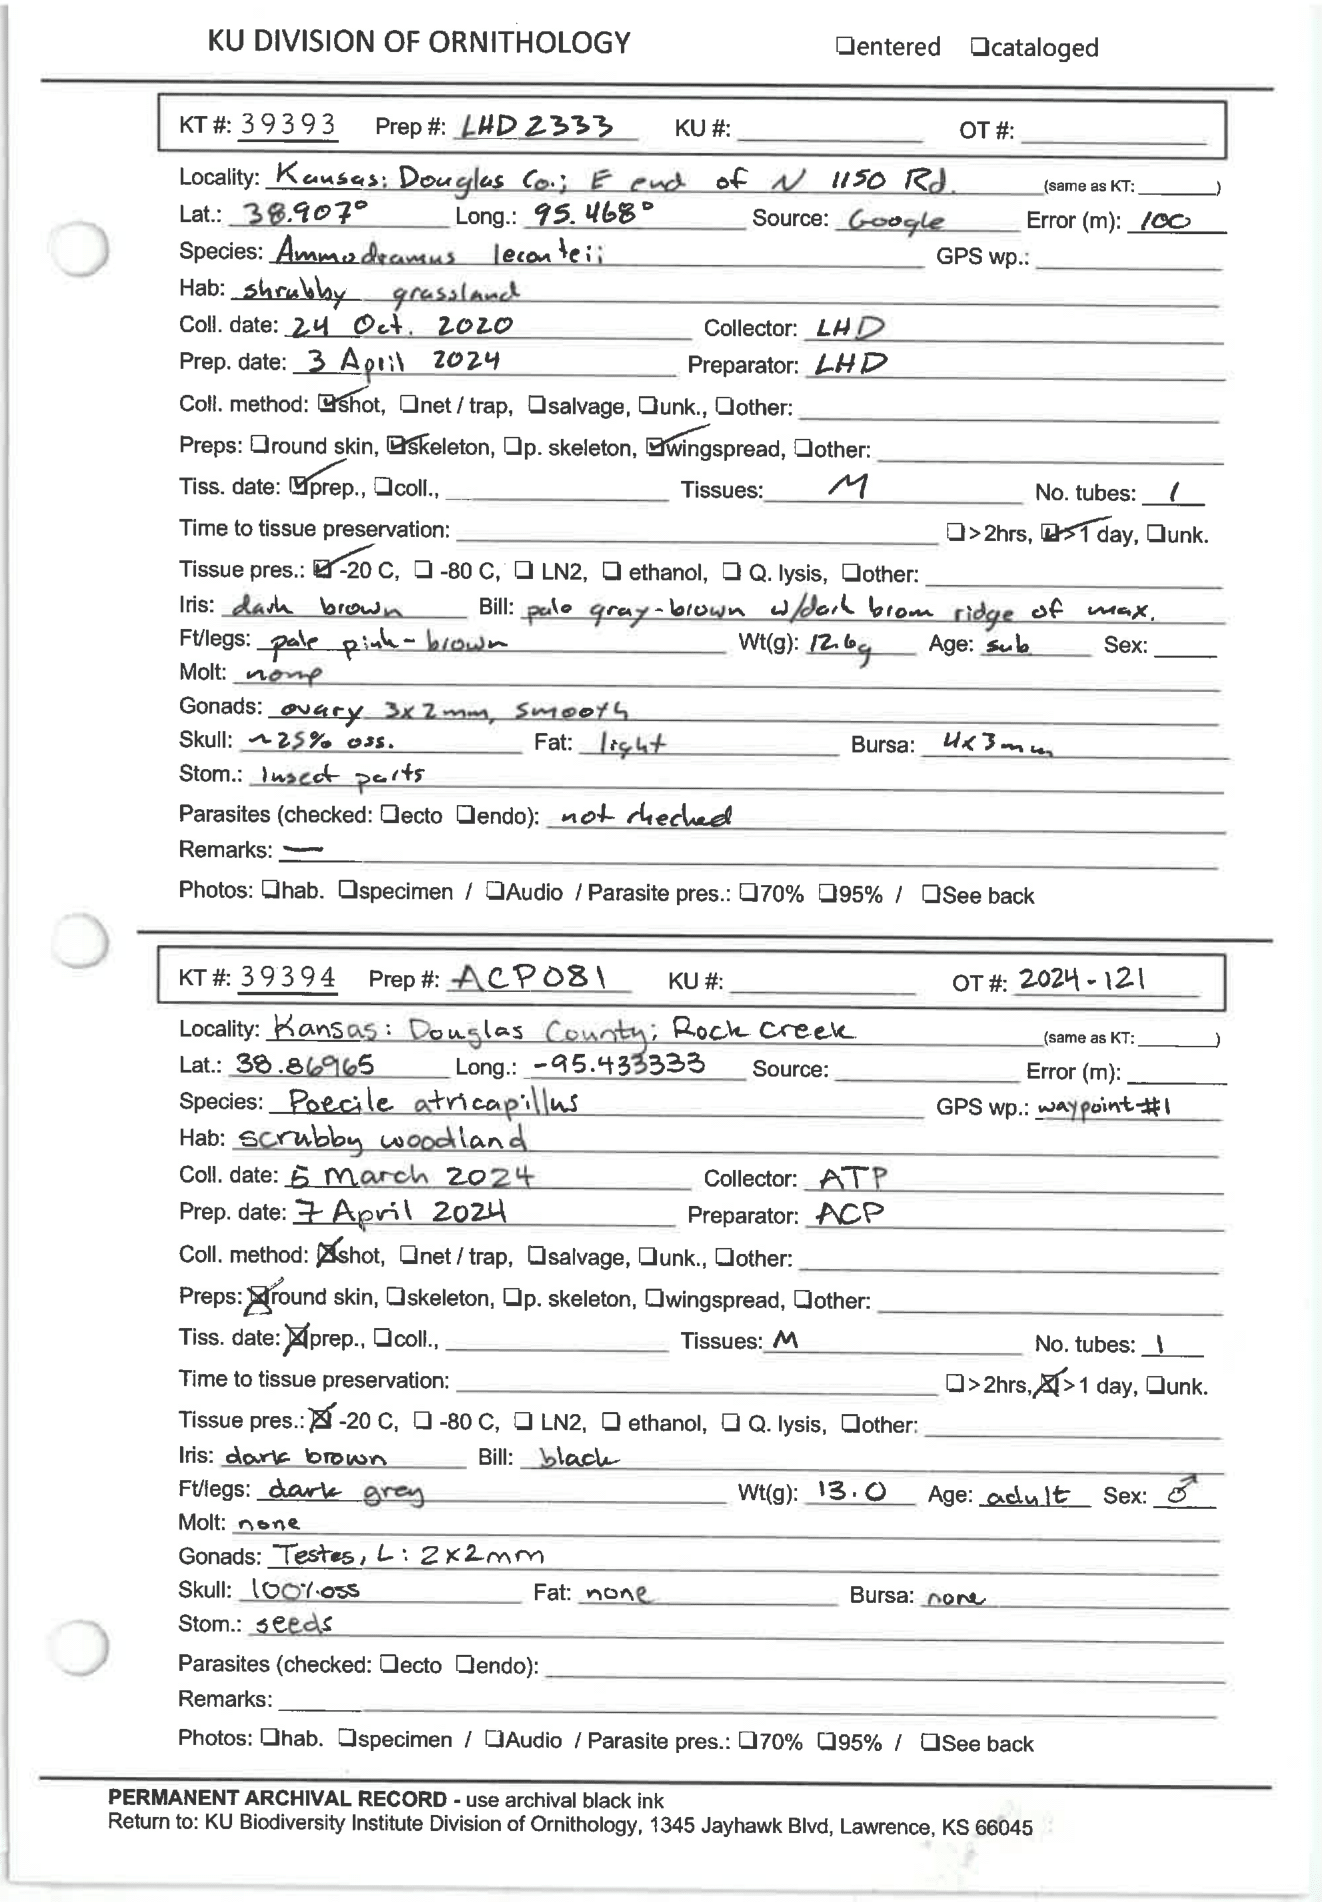 KU DIVISION OF ORNITHOLOGY ❑entered ❑cataloged
KT #: 39393 Prep #: LHD 2333 KU #: OT #:
Locality: Kansas: Douglas Co.; E end of N 1150 Rd. (same as KT: )
Lat.: 38.907° Long.: 95.468° Source: Google Error (m): 100
Species: Ammodramus leconteii GPS wp.:
Hab: shrubby grassland
Coll. date: 24 Oct. 2020 Collector: LHD
Prep. date: 3 April 2024 Preparator: LHD
Coll. method: ☑shot, ❑net / trap, ❑salvage, ❑unk., ❑other:
Preps: ❑round skin, ☑skeleton, ❑p. skeleton, ☑wingspread, ❑other:
Tiss. date: ☑prep., ❑coll., Tissues: M No. tubes: 1
Time to tissue preservation: ❑>2hrs, ☑>1 day, ❑unk.
Tissue pres.: ☑ -20 C, ❑ -80 C, ❑ LN2, ❑ ethanol, ❑ Q. lysis, ❑other:
Iris: dark brown Bill: pale gray-brown w/dark brown ridge of max.
Ft/legs: pale pink-brown Wt(g): 12.6g Age: sub Sex:
Molt: none
Gonads: ovary 3x2mm, smooth
Skull: ~25% oss. Fat: light Bursa: 4x3mm
Stom.: Insect parts
Parasites (checked: ❑ecto ❑endo): not checked
Remarks: —
Photos: ❑hab. ❑specimen / ❑Audio / Parasite pres.: ❑70% ❑95% / ❑See back
KT #: 39394 Prep #: ACP081 KU #: OT #: 2024-121
Locality: Kansas: Douglas County; Rock Creek (same as KT: )
Lat.: 38.86965 Long.: -95.433333 Source: Error (m):
Species: Poecile atricapillus GPS wp.: waypoint #1
Hab: scrubby woodland
Coll. date: 5 March 2024 Collector: ATP
Prep. date: 7 April 2024 Preparator: ACP
Coll. method: ☒shot, ❑net / trap, ❑salvage, ❑unk., ❑other:
Preps: ☒round skin, ❑skeleton, ❑p. skeleton, ❑wingspread, ❑other:
Tiss. date: ☒prep., ❑coll., Tissues: M No. tubes: 1
Time to tissue preservation: ❑>2hrs, ☒>1 day, ❑unk.
Tissue pres.: ☒ -20 C, ❑ -80 C, ❑ LN2, ❑ ethanol, ❑ Q. lysis, ❑other:
Iris: dark brown Bill: black
Ft/legs: dark grey Wt(g): 13.0 Age: adult Sex: ♂
Molt: none
Gonads: Testes, L: 2x2mm
Skull: 100% oss Fat: none Bursa: none
Stom.: seeds
Parasites (checked: ❑ecto ❑endo):
Remarks:
Photos: ❑hab. ❑specimen / ❑Audio / Parasite pres.: ❑70% ❑95% / ❑See back
PERMANENT ARCHIVAL RECORD - use archival black ink
Return to: KU Biodiversity Institute Division of Ornithology, 1345 Jayhawk Blvd, Lawrence, KS 66045